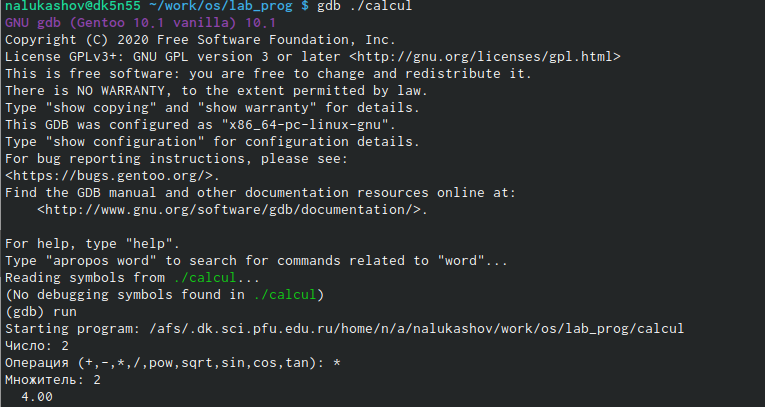 nalukashov@dk5n55 ~/work/os/lab_prog $ gdb ./calcul
GNU gdb (Gentoo 10.1 vanilla) 10.1
Copyright (C) 2020 Free Software Foundation, Inc.
License GPLv3+: GNU GPL version 3 or later <http://gnu.org/licenses/gpl.html>
This is free software: you are free to change and redistribute it.
There is NO WARRANTY, to the extent permitted by law.
Type "show copying" and "show warranty" for details.
This GDB was configured as "x86_64-pc-linux-gnu".
Type "show configuration" for configuration details.
For bug reporting instructions, please see:
<https://bugs.gentoo.org/>.
Find the GDB manual and other documentation resources online at:
    <http://www.gnu.org/software/gdb/documentation/>.

For help, type "help".
Type "apropos word" to search for commands related to "word"...
Reading symbols from ./calcul...
(No debugging symbols found in ./calcul)
(gdb) run
Starting program: /afs/.dk.sci.pfu.edu.ru/home/n/a/nalukashov/work/os/lab_prog/calcul
Число: 2
Операция (+,-,*,/,pow,sqrt,sin,cos,tan): *
Множитель: 2
  4.00